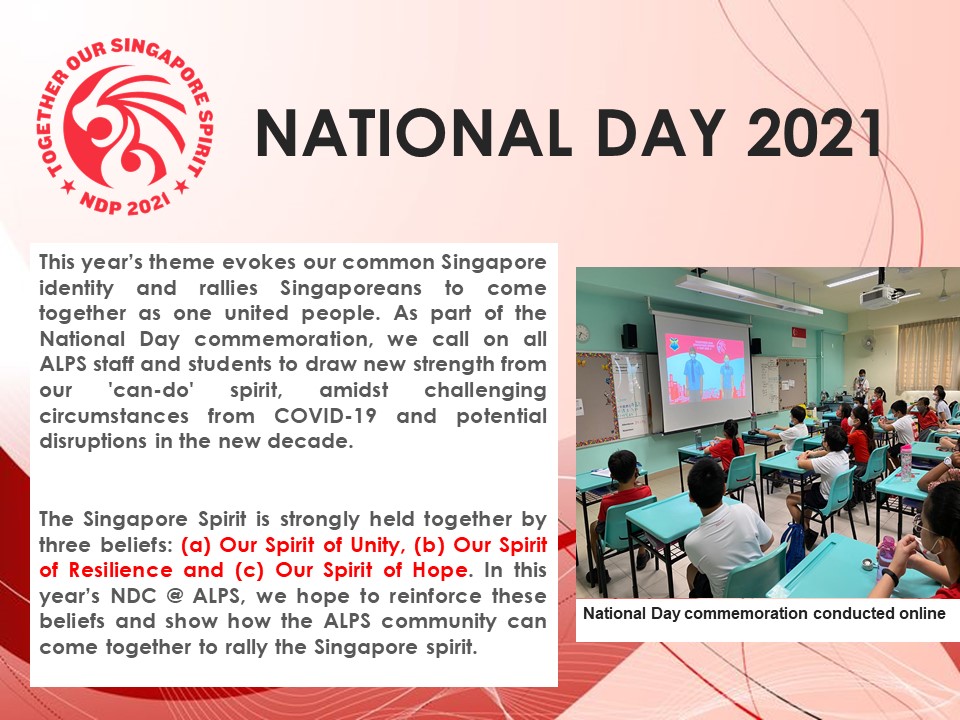 TOGETHER OUR SINGAPORE SPIRIT
NDP 2021
NATIONAL DAY 2021
This year’s theme evokes our common Singapore
identity and rallies Singaporeans to come
together as one united people. As part of the
National Day commemoration, we call on all
ALPS staff and students to draw new strength from
our 'can-do' spirit, amidst challenging
circumstances from COVID-19 and potential
disruptions in the new decade.
The Singapore Spirit is strongly held together by
three beliefs: (a) Our Spirit of Unity, (b) Our Spirit
of Resilience and (c) Our Spirit of Hope. In this
year’s NDC @ ALPS, we hope to reinforce these
beliefs and show how the ALPS community can
come together to rally the Singapore spirit.
National Day commemoration conducted online